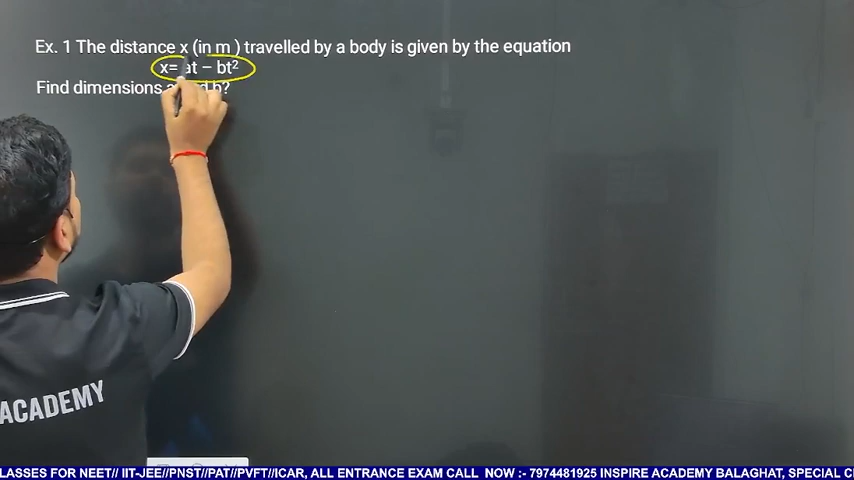 Ex. 1 The distance x (in m ) travelled by a body is given by the equation
x= at − bt²
Find dimensions b?
ACADEMY
LASSES FOR NEET// IIT-JEE//PNST//PAT//PVFT//ICAR, ALL ENTRANCE EXAM CALL NOW :- 7974481925 INSPIRE ACADEMY BALAGHAT, SPECIAL C